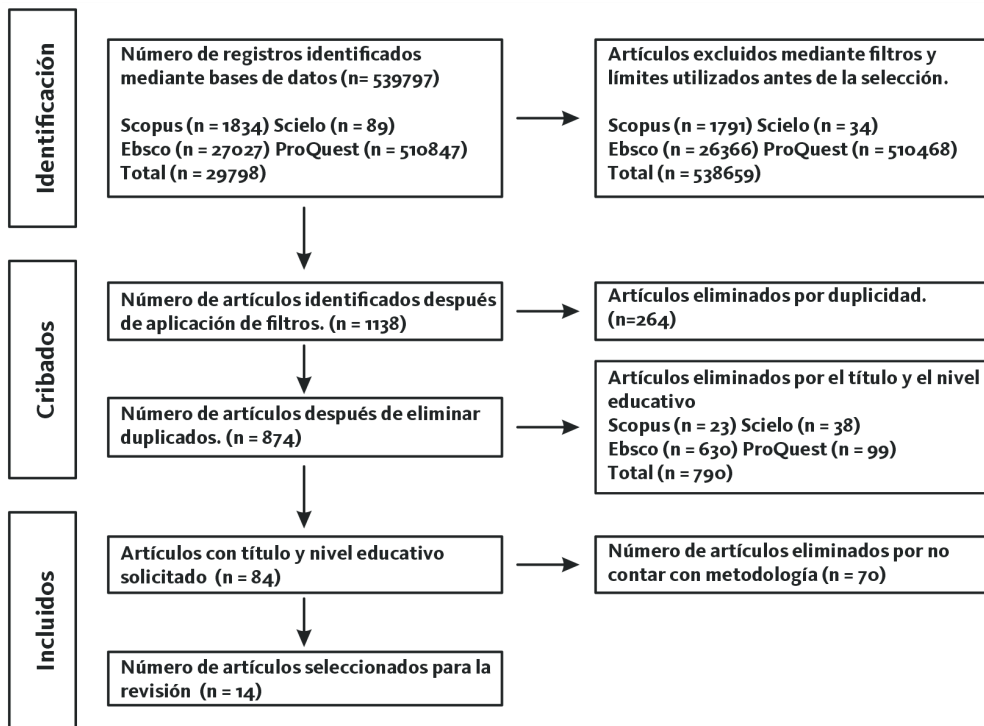 Identificación
Número de registros identificados
mediante bases de datos (n= 539797)
Scopus (n = 1834) Scielo (n = 89)
Ebsco (n = 27027) ProQuest (n = 510847)
Total (n = 29798)
Artículos excluidos mediante filtros y
límites utilizados antes de la selección.
Scopus (n = 1791) Scielo (n = 34)
Ebsco (n = 26366) ProQuest (n = 510468)
Total (n = 538659)
Cribados
Número de artículos identificados después
de aplicación de filtros. (n = 1138)
Artículos eliminados por duplicidad.
(n=264)
Número de artículos después de eliminar
duplicados. (n = 874)
Artículos eliminados por el título y el nivel
educativo
Scopus (n = 23) Scielo (n = 38)
Ebsco (n = 630) ProQuest (n = 99)
Total (n = 790)
Incluidos
Artículos con título y nivel educativo
solicitado (n = 84)
Número de artículos eliminados por no
contar con metodología (n = 70)
Número de artículos seleccionados para la
revisión (n = 14)